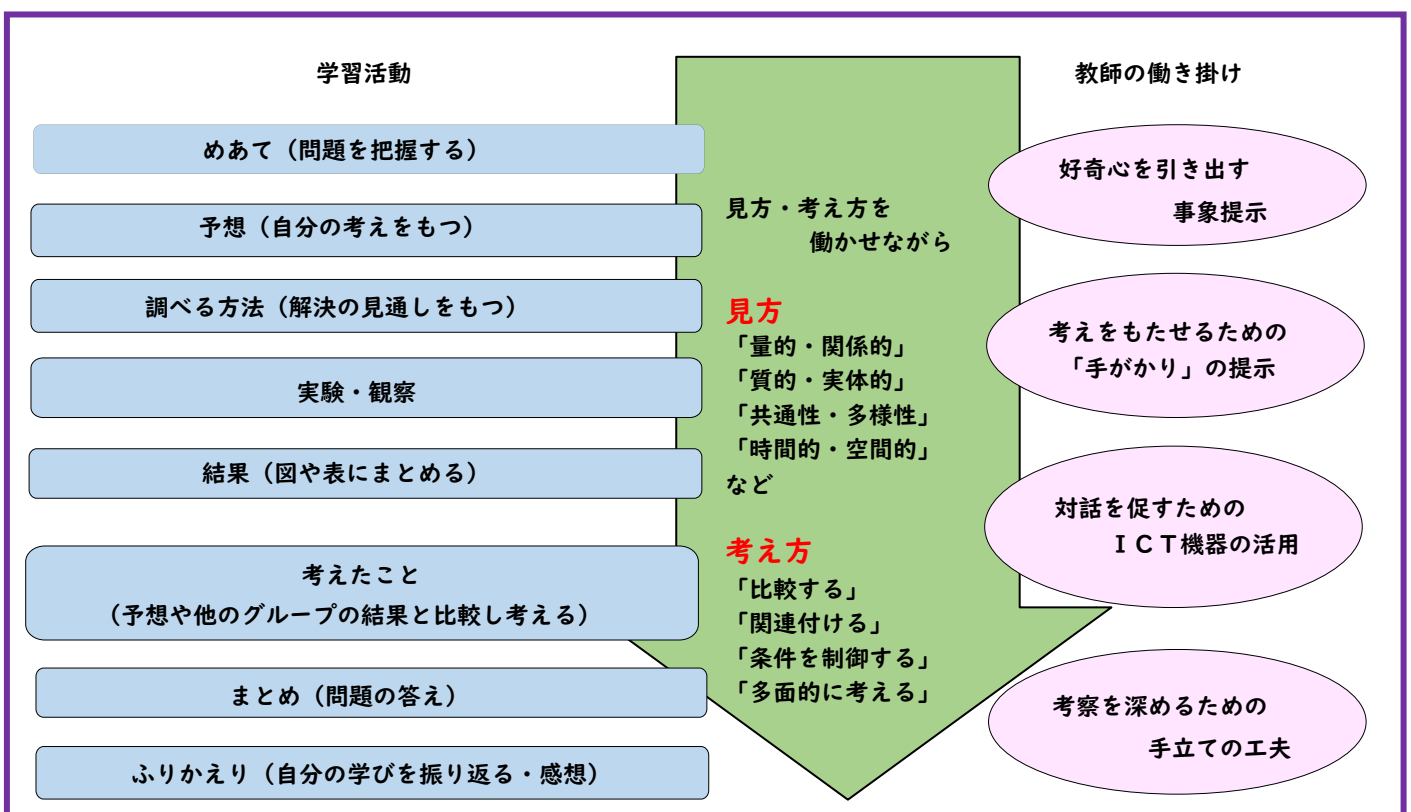 学習活動
めあて（問題を把握する）
予想（自分の考えをもつ）
調べる方法（解決の見通しをもつ）
実験・観察
結果（図や表にまとめる）
考えたこと
（予想や他のグループの結果と比較し考える）
まとめ（問題の答え）
ふりかえり（自分の学びを振り返る・感想）
見方・考え方を
働かせながら
見方
「量的・関係的」
「質的・実体的」
「共通性・多様性」
「時間的・空間的」
など
考え方
「比較する」
「関連付ける」
「条件を制御する」
「多面的に考える」
教師の働き掛け
好奇心を引き出す
事象提示
考えをもたせるための
「手がかり」の提示
対話を促すための
ＩＣＴ機器の活用
考察を深めるための
手立ての工夫